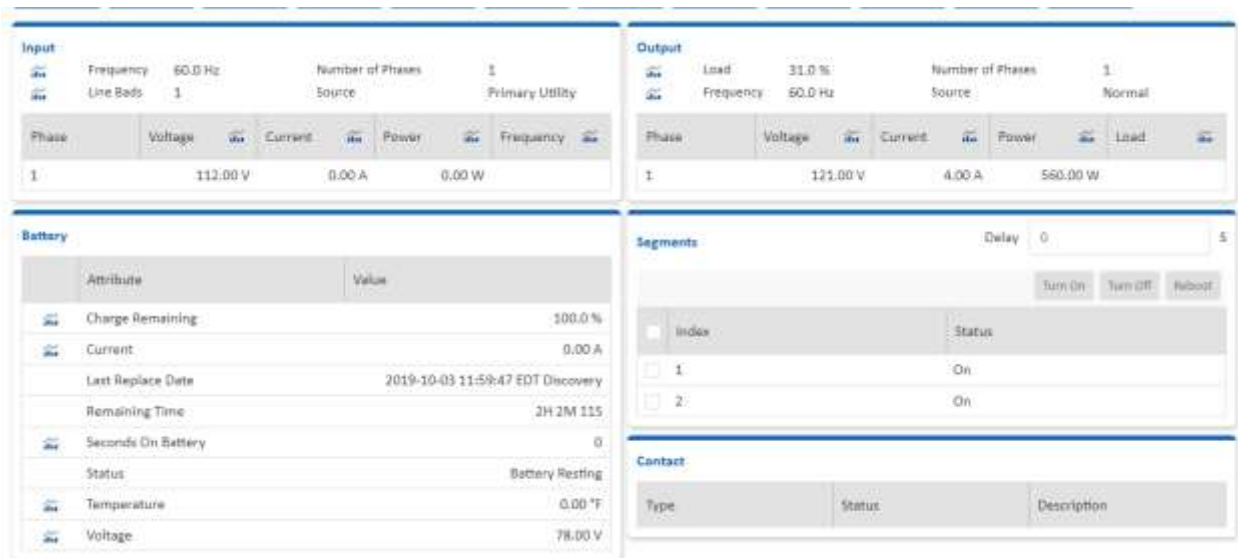 Input
Frequency 60.0 Hz Number of Phases 1
Line Bads 1 Source Primary Utility
Phase Voltage Current Power Frequency
1 112.00 V 0.00 A 0.00 W
Output
Load 31.0 % Number of Phases 1
Frequency 60.0 Hz Source Normal
Phase Voltage Current Power Load
1 121.00 V 4.00 A 560.00 W
Battery
Attribute Value
Charge Remaining 100.0 %
Current 0.00 A
Last Replace Date 2019-10-03 11:59:47 EDT Discovery
Remaining Time 2H 2M 11S
Seconds On Battery 0
Status Battery Resting
Temperature 0.00 °F
Voltage 78.00 V
Segments Delay 0 S
Turn On Turn Off Reboot
Index Status
1 On
2 On
Contact
Type Status Description